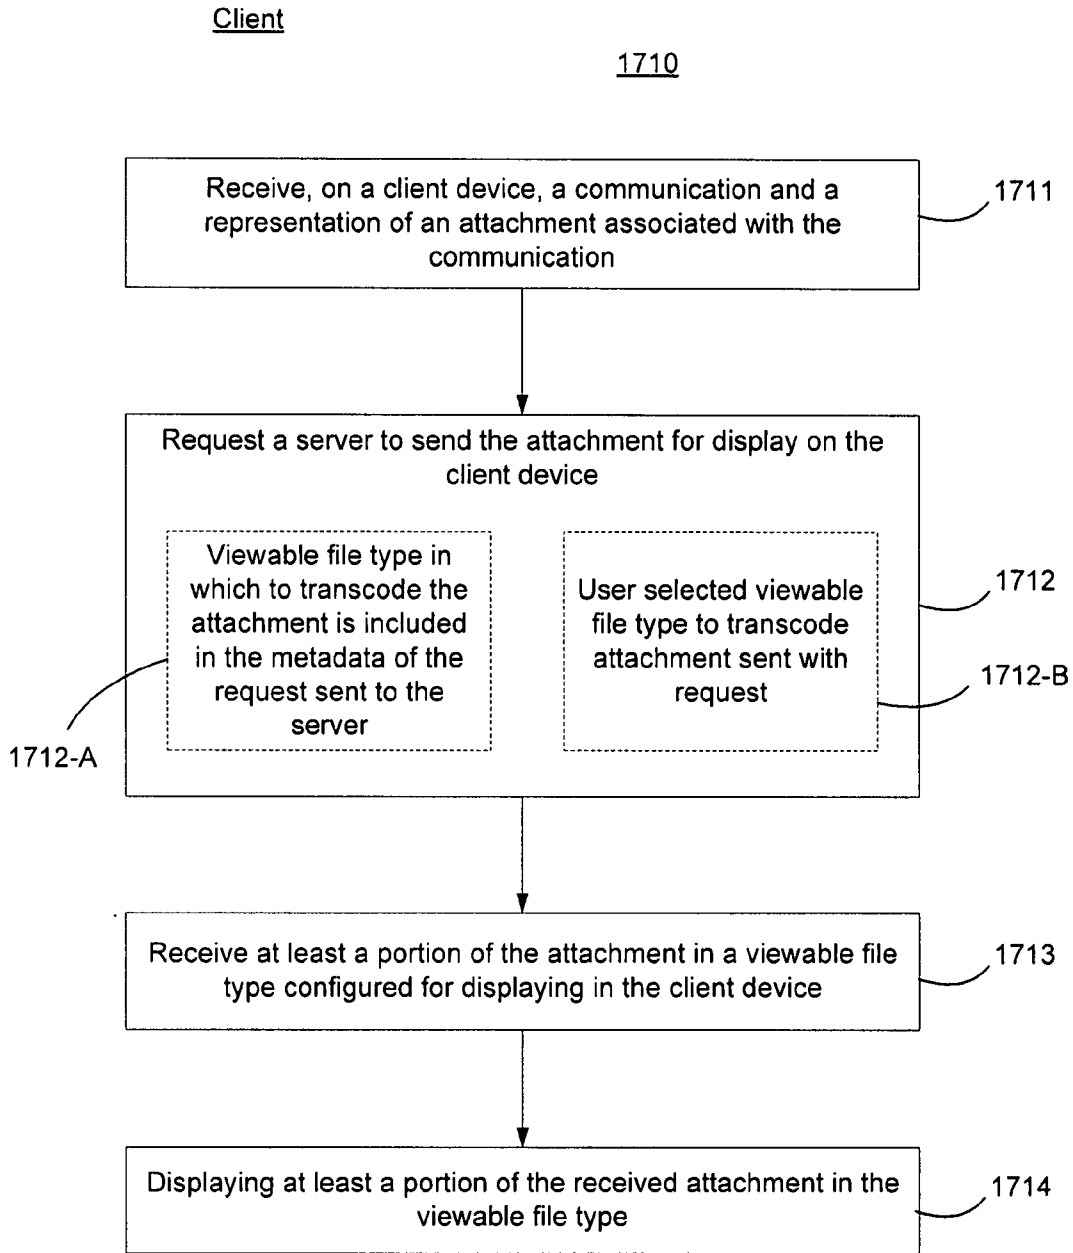 Client
1710
Receive, on a client device, a communication and a
representation of an attachment associated with the
communication
1711
Request a server to send the attachment for display on the
client device
Viewable file type in
which to transcode the
attachment is included
in the metadata of the
request sent to the
server
1712-A
User selected viewable
file type to transcode
attachment sent with
request
1712
1712-B
Receive at least a portion of the attachment in a viewable file
type configured for displaying in the client device
1713
Displaying at least a portion of the received attachment in the
viewable file type
1714